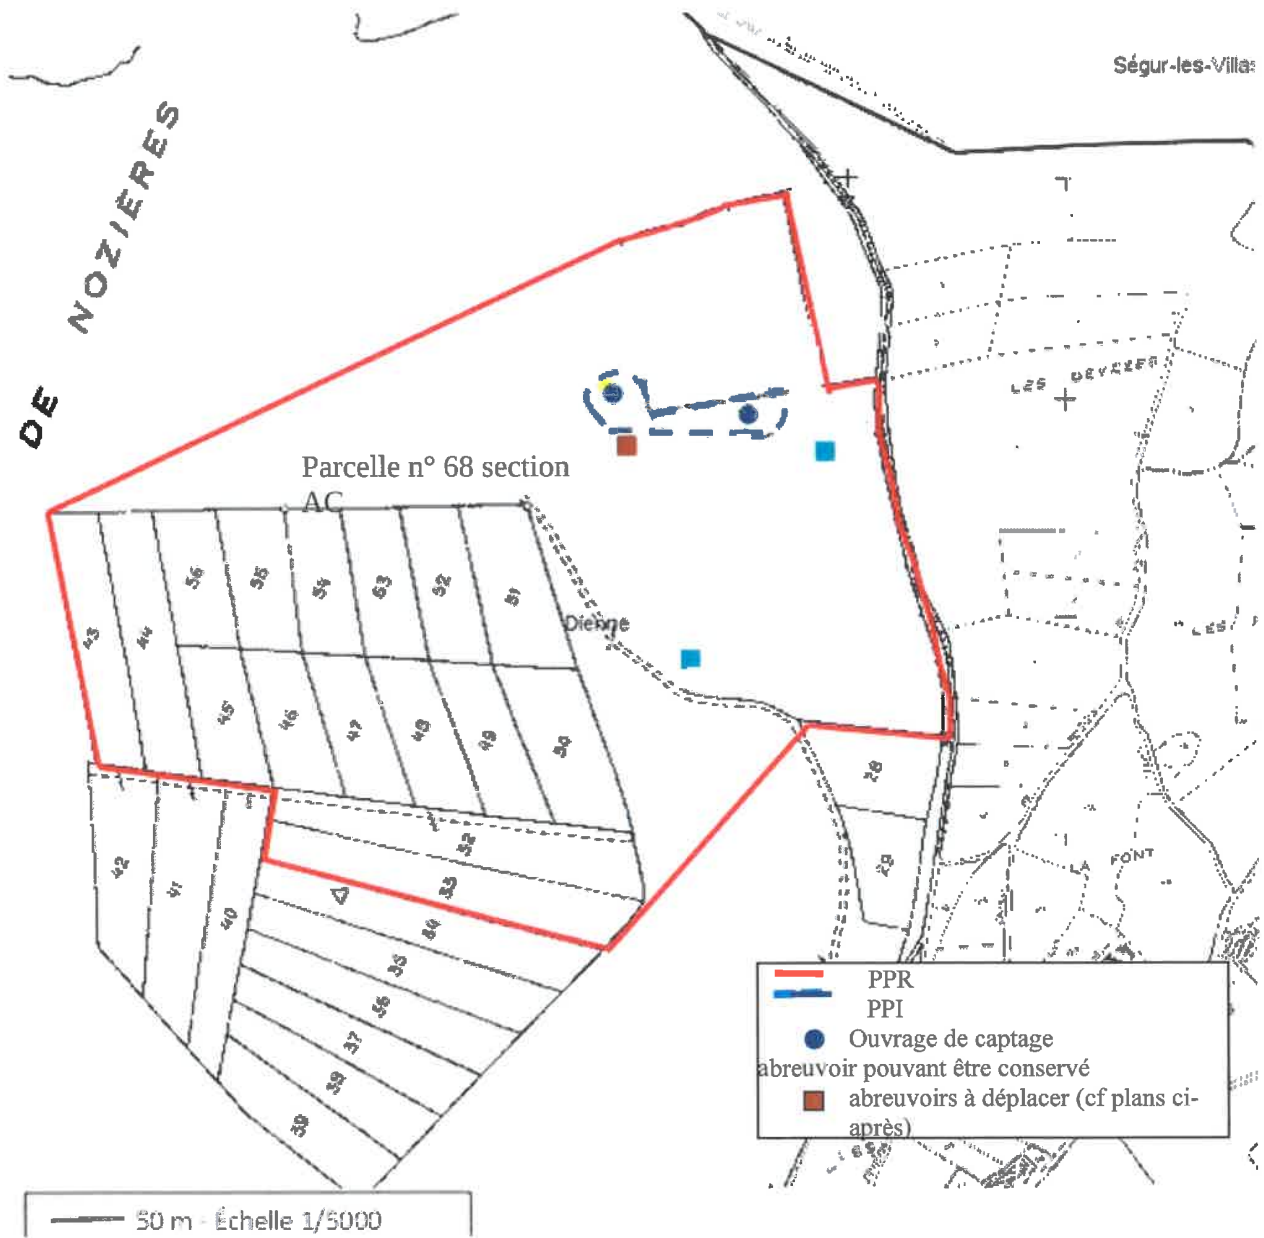 Ségur-les-Villas
NOZIERES
DE
LES DEVEZES
Parcelle n° 68 section
AC
56
55
54
53
52
51
Dienne
43
44
" LES
45
46
47
48
49
50
28
32
42
41
40
33
29
LA FONT
34
35
36
37
38
39
PPR
PPI
Ouvrage de captage
abreuvoir pouvant être conservé
abreuvoirs à déplacer (cf plans ci-
après)
50 m - Échelle 1/5000